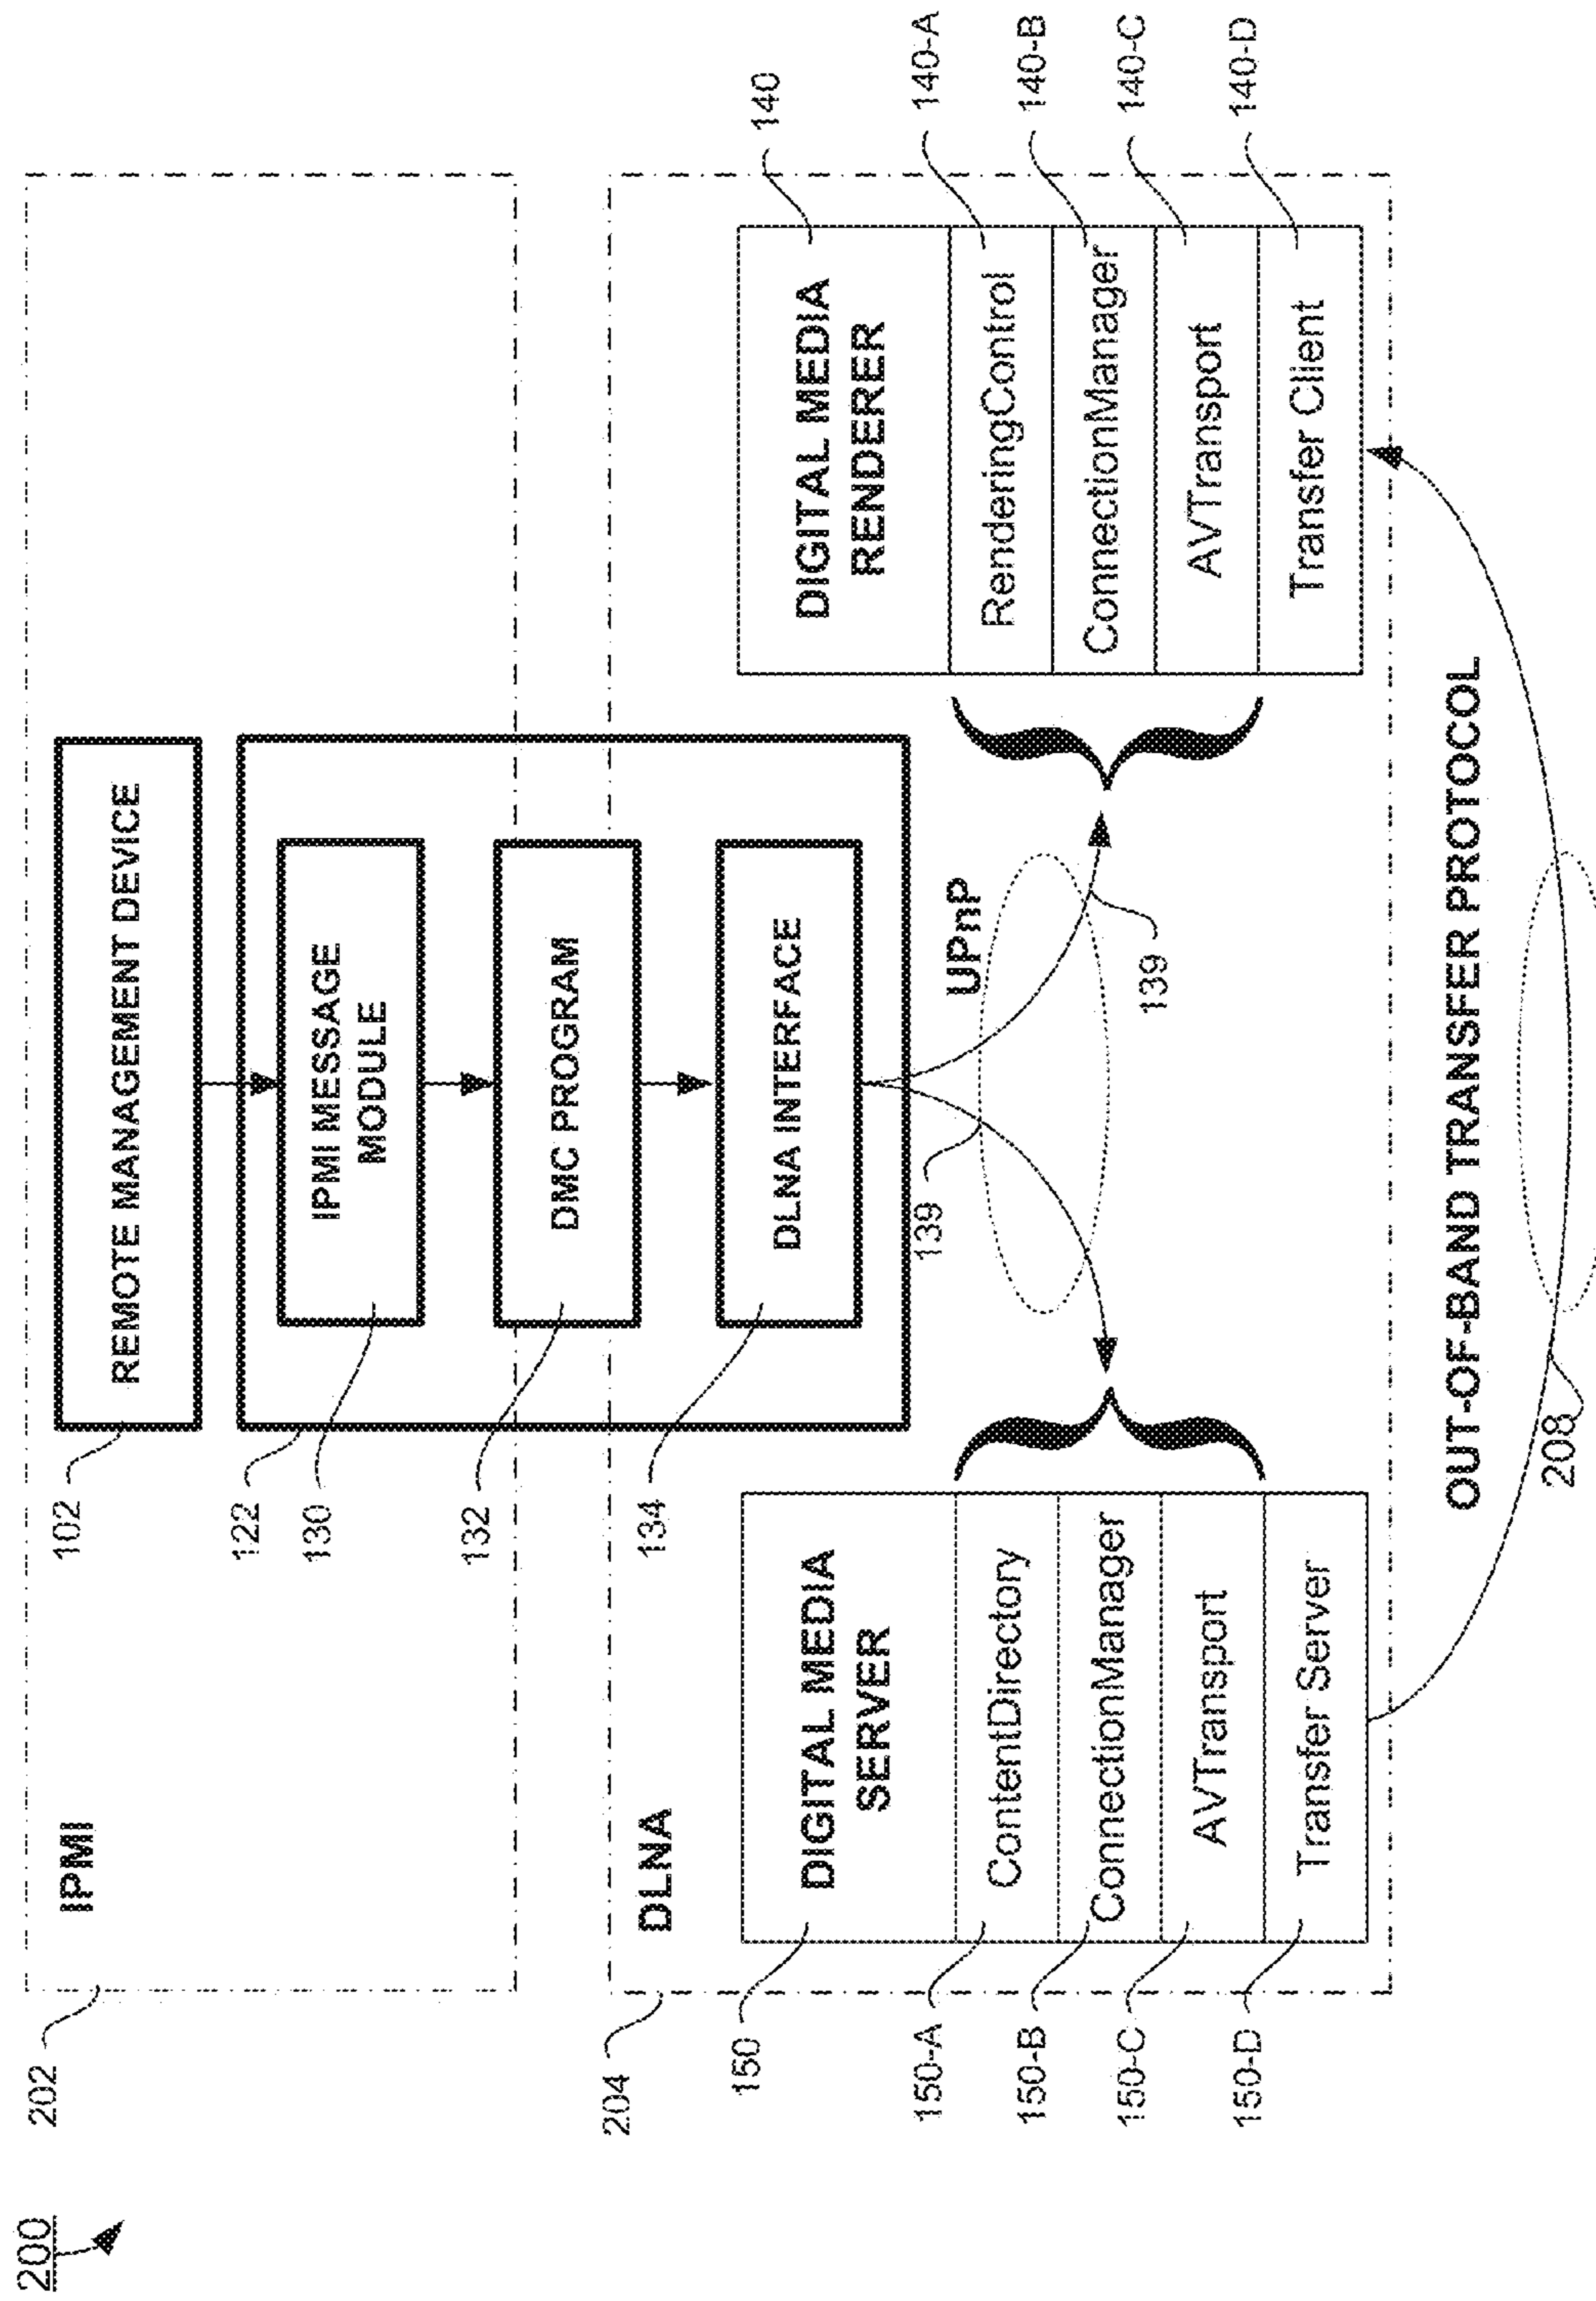 200
202
IPMI
102
REMOTE MANAGEMENT DEVICE
122
130
IPMI MESSAGE
MODULE
132
DMC PROGRAM
204
DLNA
134
DLNA INTERFACE
150
DIGITAL MEDIA
SERVER
150-A
ContentDirectory
150-B
ConnectionManager
150-C
AVTransport
150-D
Transfer Server
139
UPnP
139
140
DIGITAL MEDIA
RENDERER
140-A
RenderingControl
140-B
ConnectionManager
140-C
AVTransport
140-D
Transfer Client
OUT-OF-BAND TRANSFER PROTOCOL
208